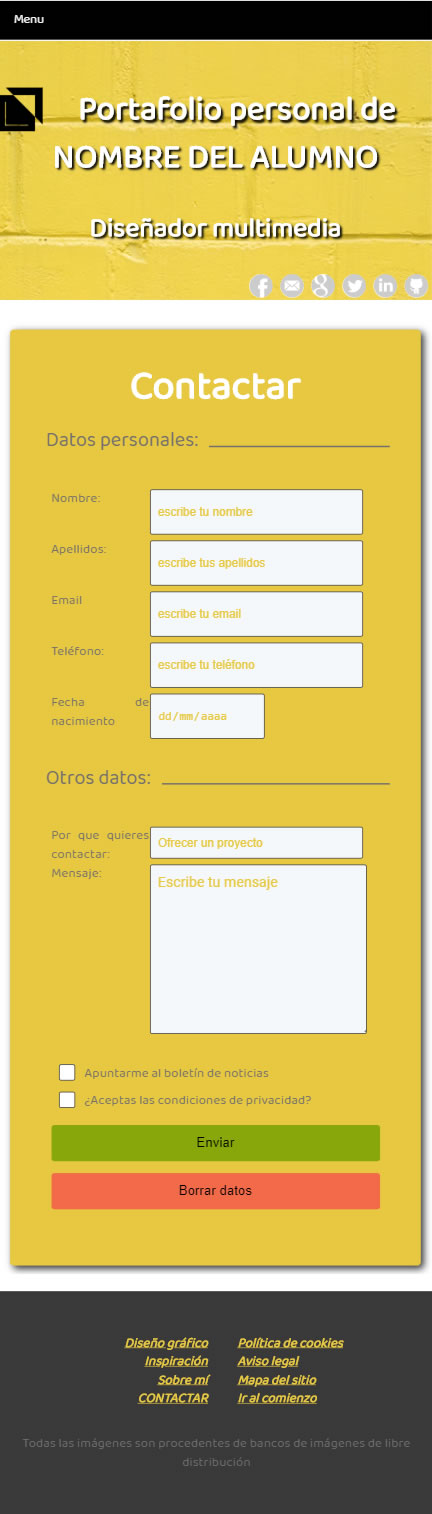 Menu
Portafolio personal de
NOMBRE DEL ALUMNO
Diseñador multimedia
Contactar
Datos personales:
Nombre:
escribe tu nombre
Apellidos:
escribe tus apellidos
Email
escribe tu email
Teléfono:
escribe tu teléfono
Fecha de
nacimiento
dd/mm/aaaa
Otros datos:
Por que quieres
contactar:
Ofrecer un proyecto
Mensaje:
Escribe tu mensaje
Apuntarme al boletín de noticias
¿Aceptas las condiciones de privacidad?
Enviar
Borrar datos
Diseño gráfico
Inspiración
Sobre mí
CONTACTAR
Política de cookies
Aviso legal
Mapa del sitio
Ir al comienzo
Todas las imágenes son procedentes de bancos de imágenes de libre
distribución